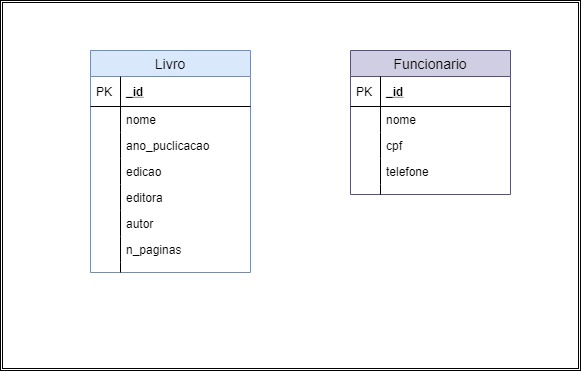 Livro
PK _id
nome
ano_puclicacao
edicao
editora
autor
n_paginas
Funcionario
PK _id
nome
cpf
telefone